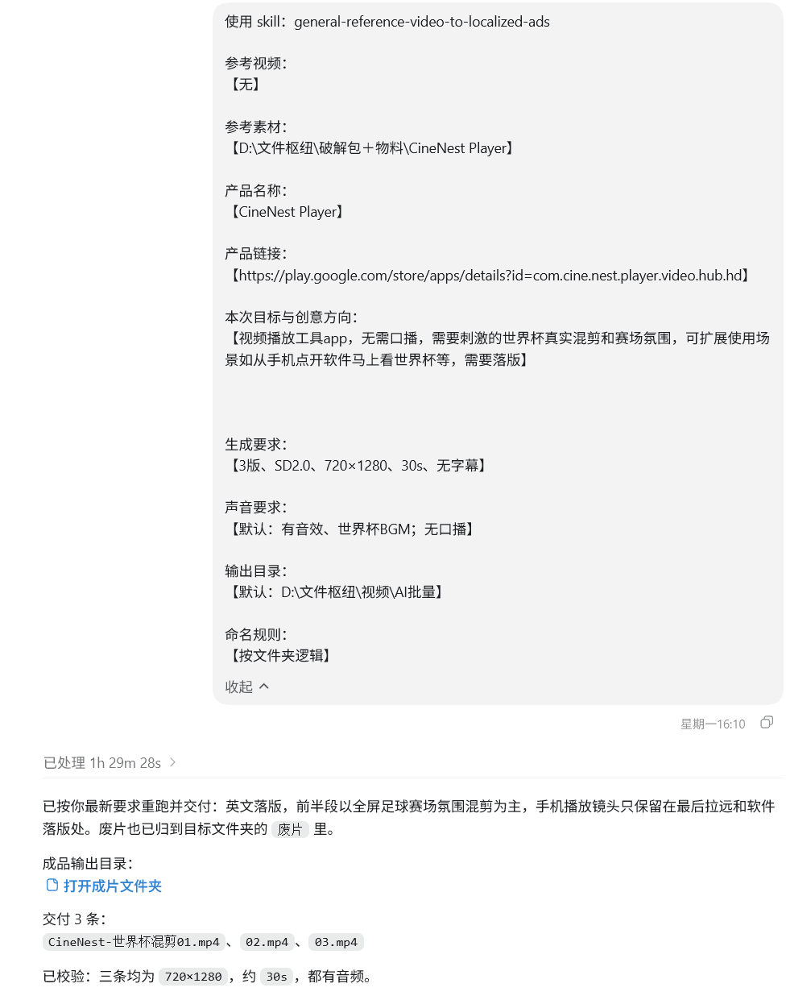 使用 skill：general-reference-video-to-localized-ads
参考视频：
【无】
参考素材：
【D:\文件枢纽\破解包＋物料\CineNest Player】
产品名称：
【CineNest Player】
产品链接：
【https://play.google.com/store/apps/details?id=com.cine.nest.player.video.hub.hd】
本次目标与创意方向：
【视频播放工具app，无需口播，需要刺激的世界杯真实混剪和赛场氛围，可扩展使用场
景如从手机点开软件马上看世界杯等，需要落版】
生成要求：
【3版、SD2.0、720×1280、30s、无字幕】
声音要求：
【默认：有音效、世界杯BGM；无口播】
输出目录：
【默认：D:\文件枢纽\视频\AI批量】
命名规则：
【按文件夹逻辑】
收起
星期一16:10
已处理 1h 29m 28s
已按你最新要求重跑并交付：英文落版，前半段以全屏足球赛场氛围混剪为主，手机播放镜头只保留在最后拉远和软件
落版处。废片也已归到目标文件夹的 废片 里。
成品输出目录：
打开成片文件夹
交付 3 条：
CineNest-世界杯混剪01.mp4、02.mp4、03.mp4
已校验：三条均为 720×1280，约 30s，都有音频。